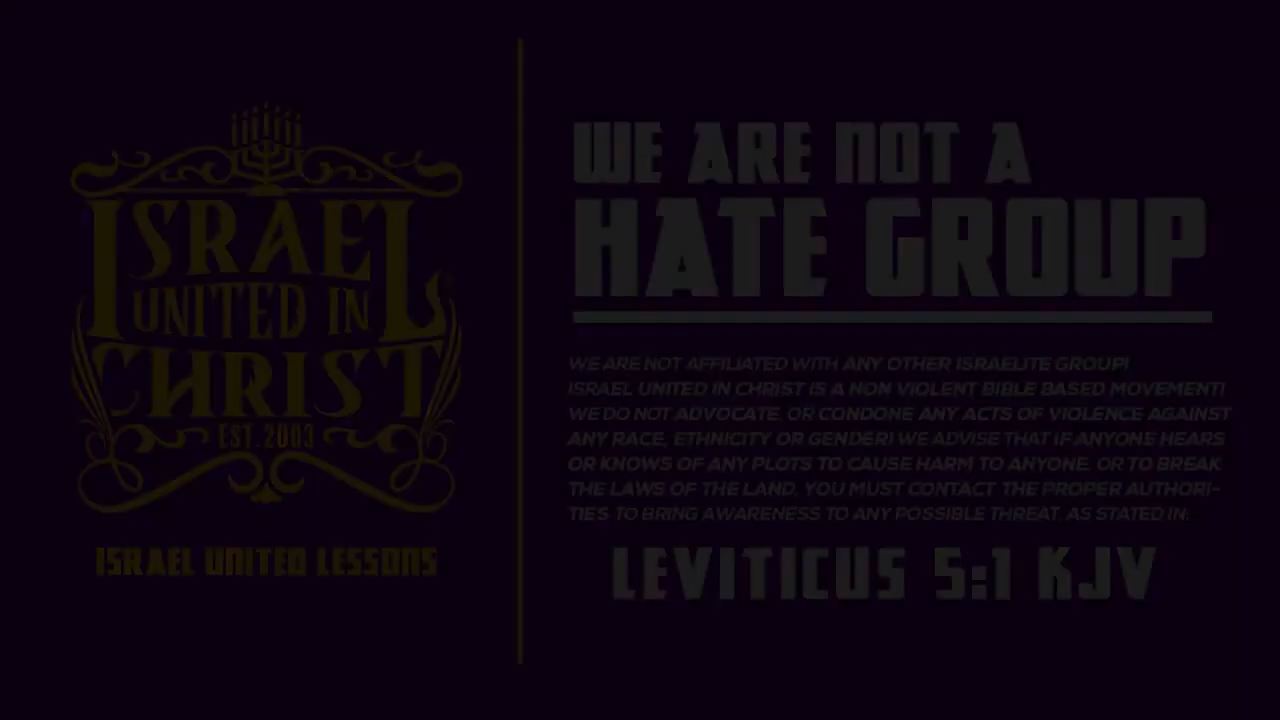 ISRAEL
UNITED IN
CHRIST
EST. 2003
ISRAEL UNITED LESSONS
WE ARE NOT A
HATE GROUP
WE ARE NOT AFFILIATED WITH ANY OTHER ISRAELITE GROUP!
ISRAEL UNITED IN CHRIST IS A NON VIOLENT BIBLE BASED MOVEMENT!
WE DO NOT ADVOCATE, OR CONDONE ANY ACTS OF VIOLENCE AGAINST
ANY RACE, ETHNICITY OR GENDER! WE ADVISE THAT IF ANYONE HEARS
OR KNOWS OF ANY PLOTS TO CAUSE HARM TO ANYONE, OR TO BREAK
THE LAWS OF THE LAND, YOU MUST CONTACT THE PROPER AUTHORI-
TIES TO BRING AWARENESS TO ANY POSSIBLE THREAT. AS STATED IN:
LEVITICUS 5:1 KJV